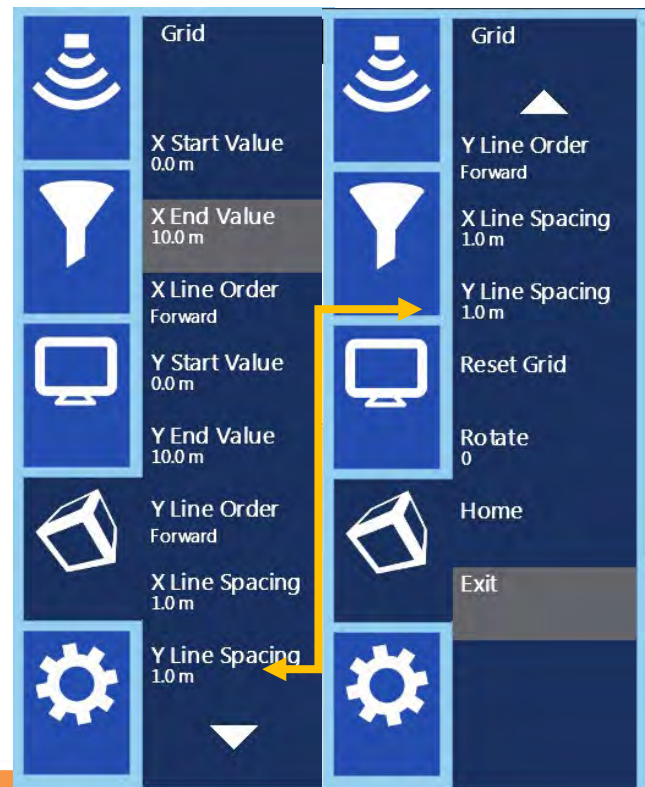 Grid
X Start Value
0.0 m
X End Value
10.0 m
X Line Order
Forward
Y Start Value
0.0 m
Y End Value
10.0 m
Y Line Order
Forward
X Line Spacing
1.0 m
Y Line Spacing
1.0 m
Grid
Y Line Order
Forward
X Line Spacing
1.0 m
Y Line Spacing
1.0 m
Reset Grid
Rotate
0
Home
Exit